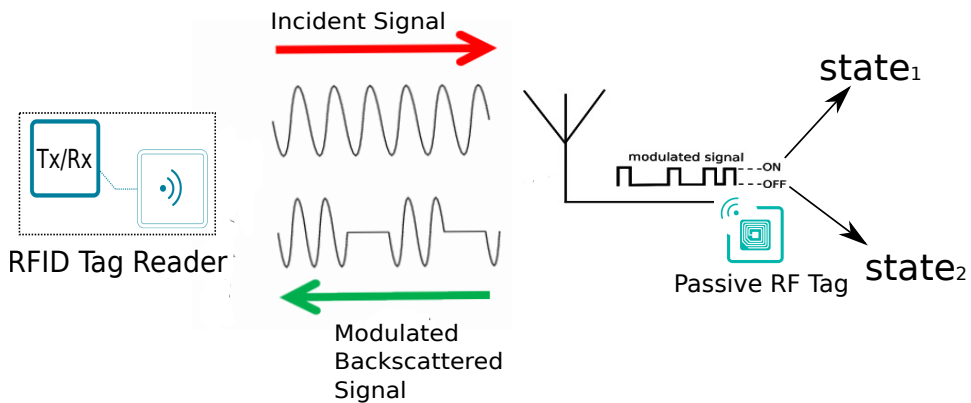 Incident Signal
Tx/Rx
RFID Tag Reader
Modulated
Backscattered
Signal
modulated signal
ON
OFF
state1
state2
Passive RF Tag